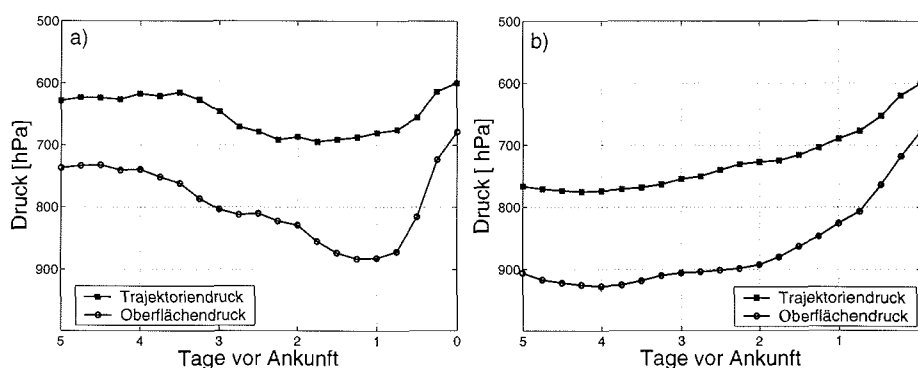 a)
500
600
700
800
900
Druck [hPa]
Trajektoriendruck
Oberflächendruck
5
4
3
2
1
0
Tage vor Ankunft
b)
500
600
700
800
900
Druck [ hPa]
Trajektoriendruck
Oberflächendruck
5
4
3
2
1
Tage vor Ankunft